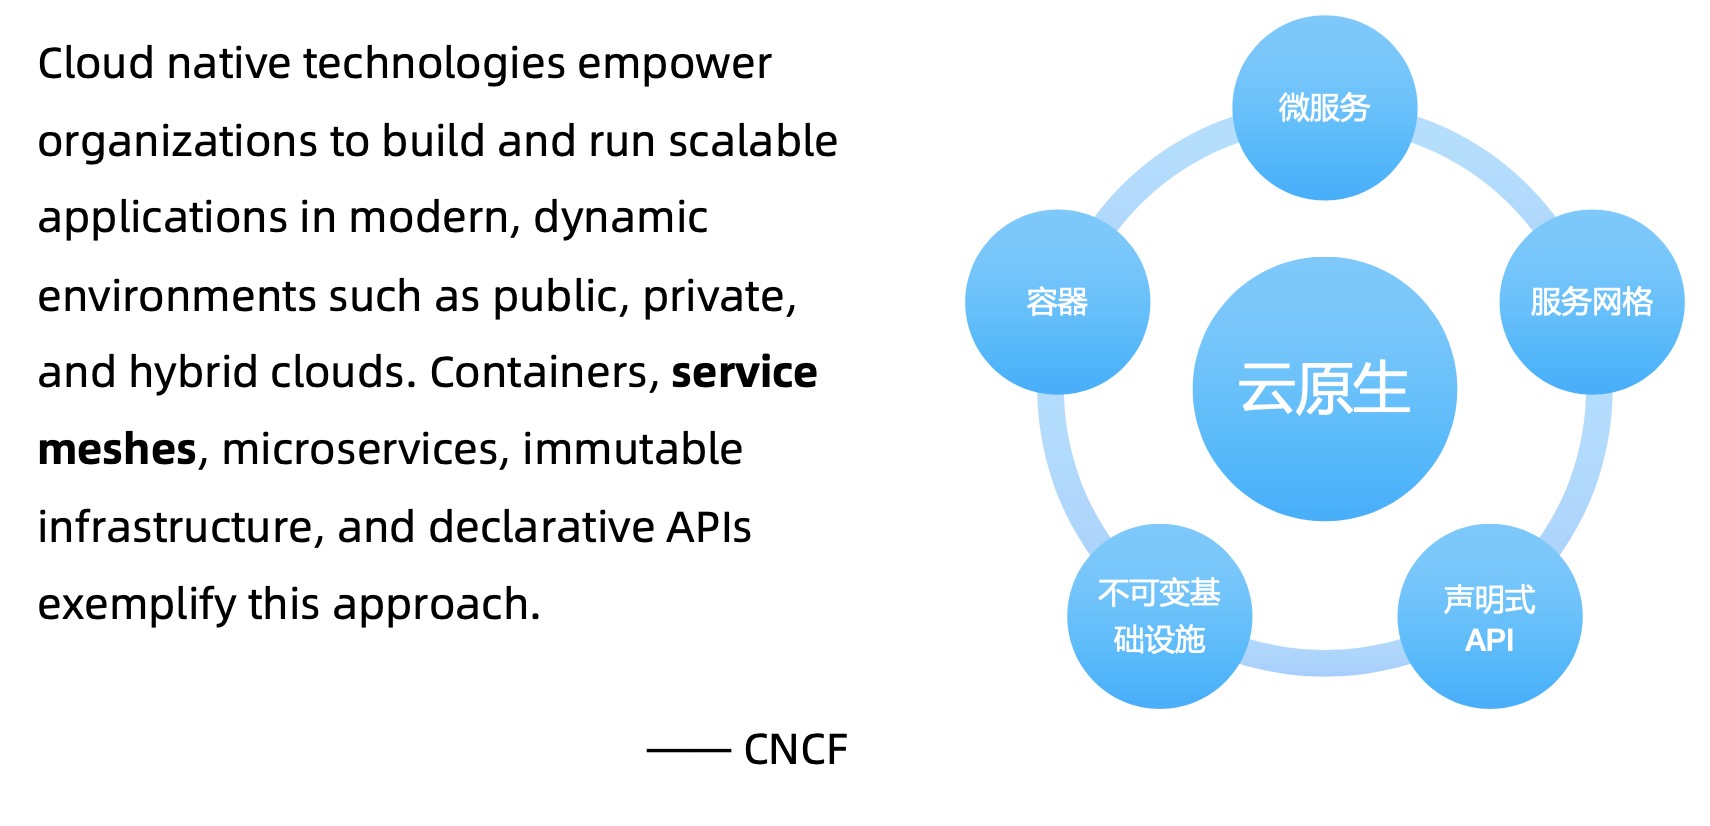 Cloud native technologies empower
organizations to build and run scalable
applications in modern, dynamic
environments such as public, private,
and hybrid clouds. Containers, service
meshes, microservices, immutable
infrastructure, and declarative APIs
exemplify this approach.
—— CNCF
微服务
容器
服务网格
云原生
不可变基
础设施
声明式
API